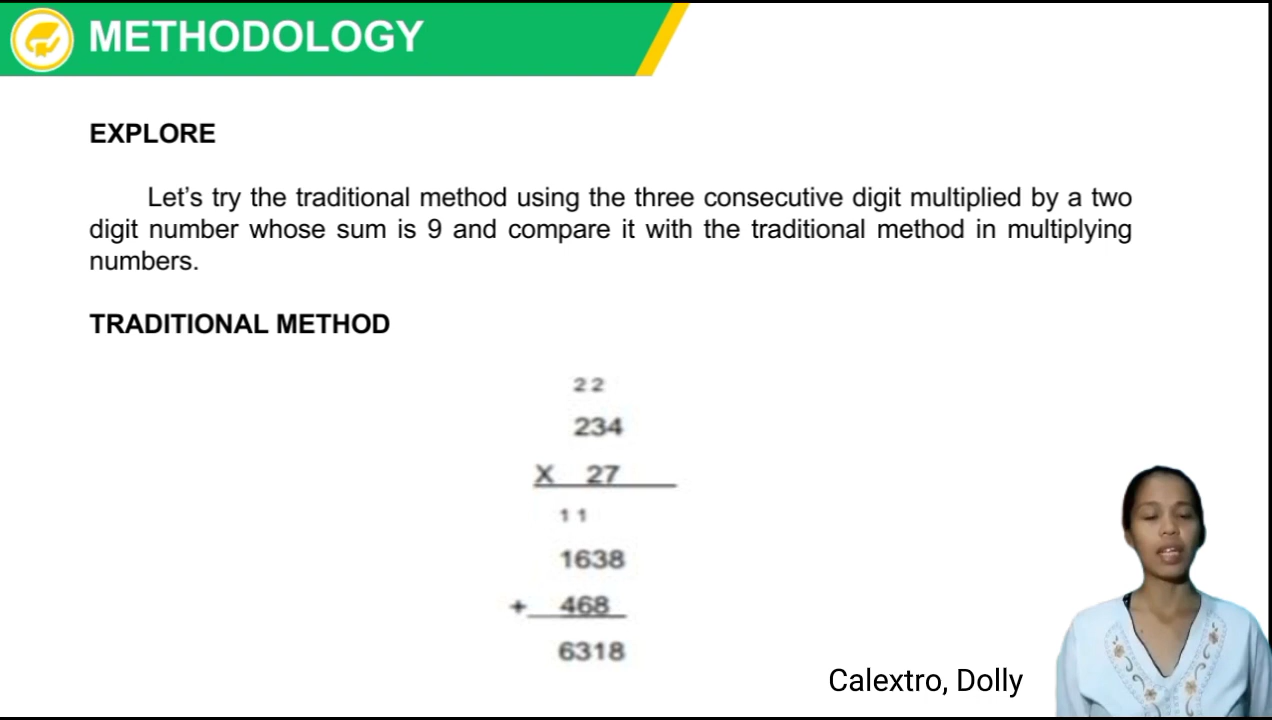 METHODOLOGY
EXPLORE
Let's try the traditional method using the three consecutive digit multiplied by a two
digit number whose sum is 9 and compare it with the traditional method in multiplying
numbers.
TRADITIONAL METHOD
2 2
234
X 27
1 1
1638
+ 468
6318
Calextro, Dolly